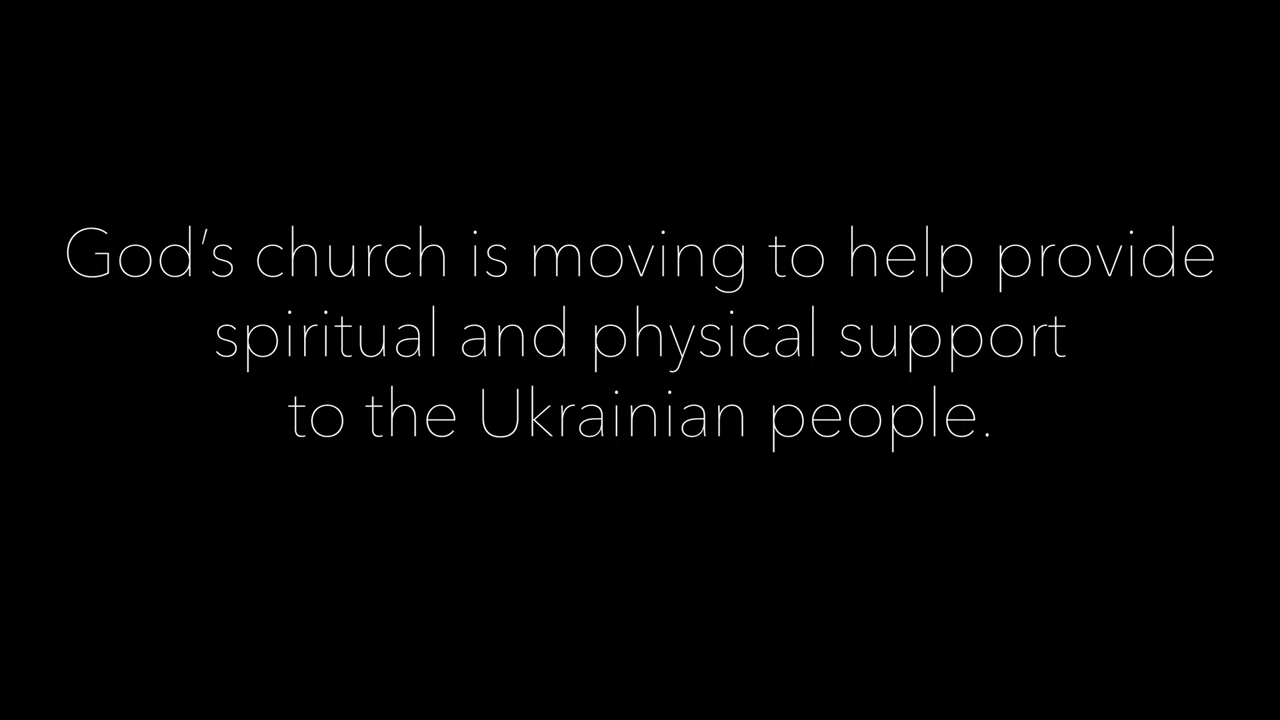 God's church is moving to help provide
spiritual and physical support
to the Ukrainian people.